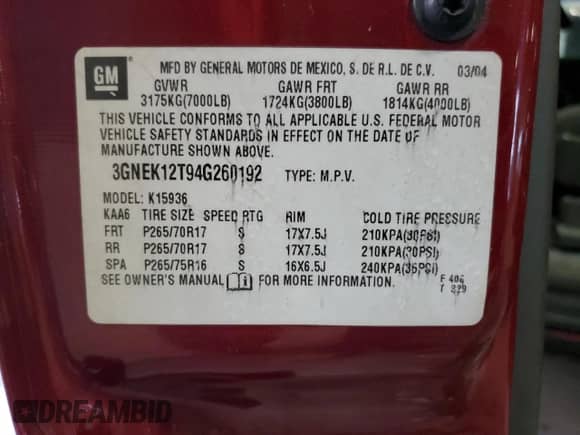 GM
MFD BY GENERAL MOTORS DE MEXICO, S. DE R.L. DE C.V. 03/04
GVWR GAWR FRT GAWR RR
3175KG(7000LB) 1724KG(3800LB) 1814KG(4000LB)
THIS VEHICLE CONFORMS TO ALL APPLICABLE U.S. FEDERAL MOTOR
VEHICLE SAFETY STANDARDS IN EFFECT ON THE DATE OF
MANUFACTURE SHOWN ABOVE.
3GNEK12T94G260192 TYPE: M.P.V.
MODEL: K15936
KAA6 TIRE SIZE SPEED RTG RIM COLD TIRE PRESSURE
FRT P265/70R17 S 17X7.5J 210KPA(30PSI)
RR P265/70R17 S 17X7.5J 210KPA(30PSI)
SPA P265/75R16 S 16X6.5J 240KPA(35PSI)
SEE OWNER'S MANUAL FOR MORE INFORMATION.
F 406
T 229
DREAMBID